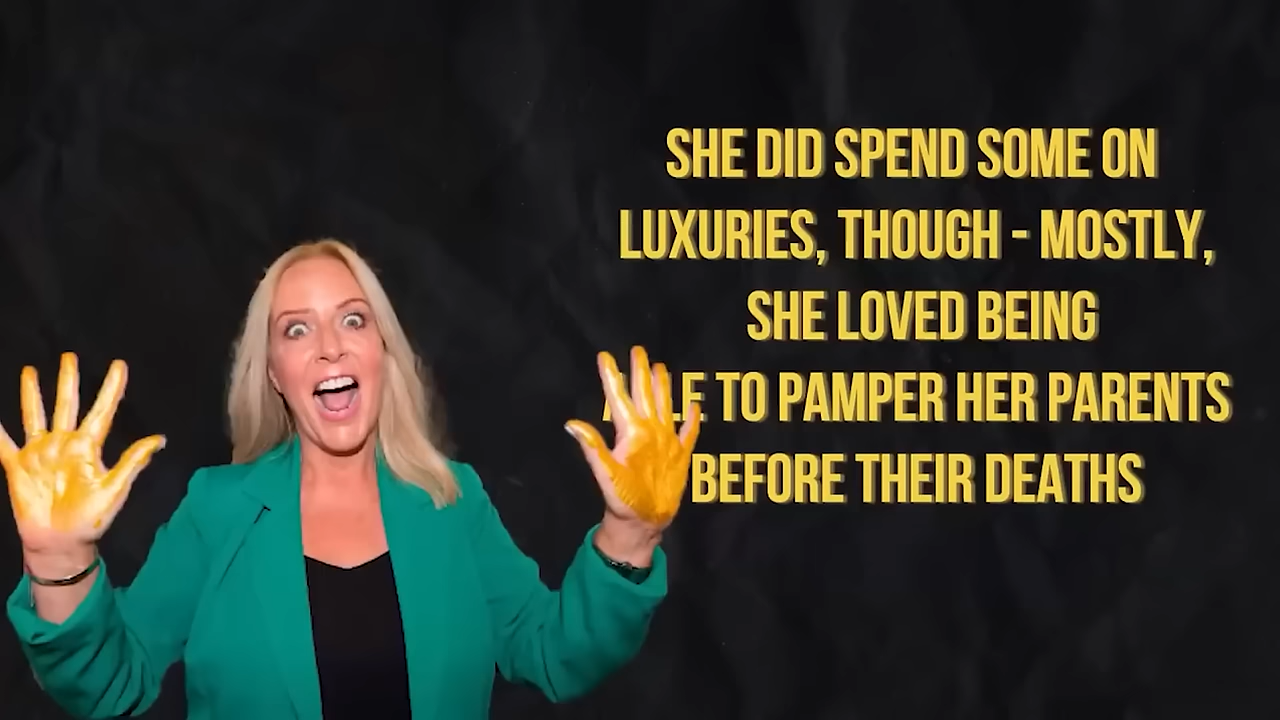 SHE DID SPEND SOME ON
LUXURIES, THOUGH - MOSTLY,
SHE LOVED BEING
TO PAMPER HER PARENTS
BEFORE THEIR DEATHS